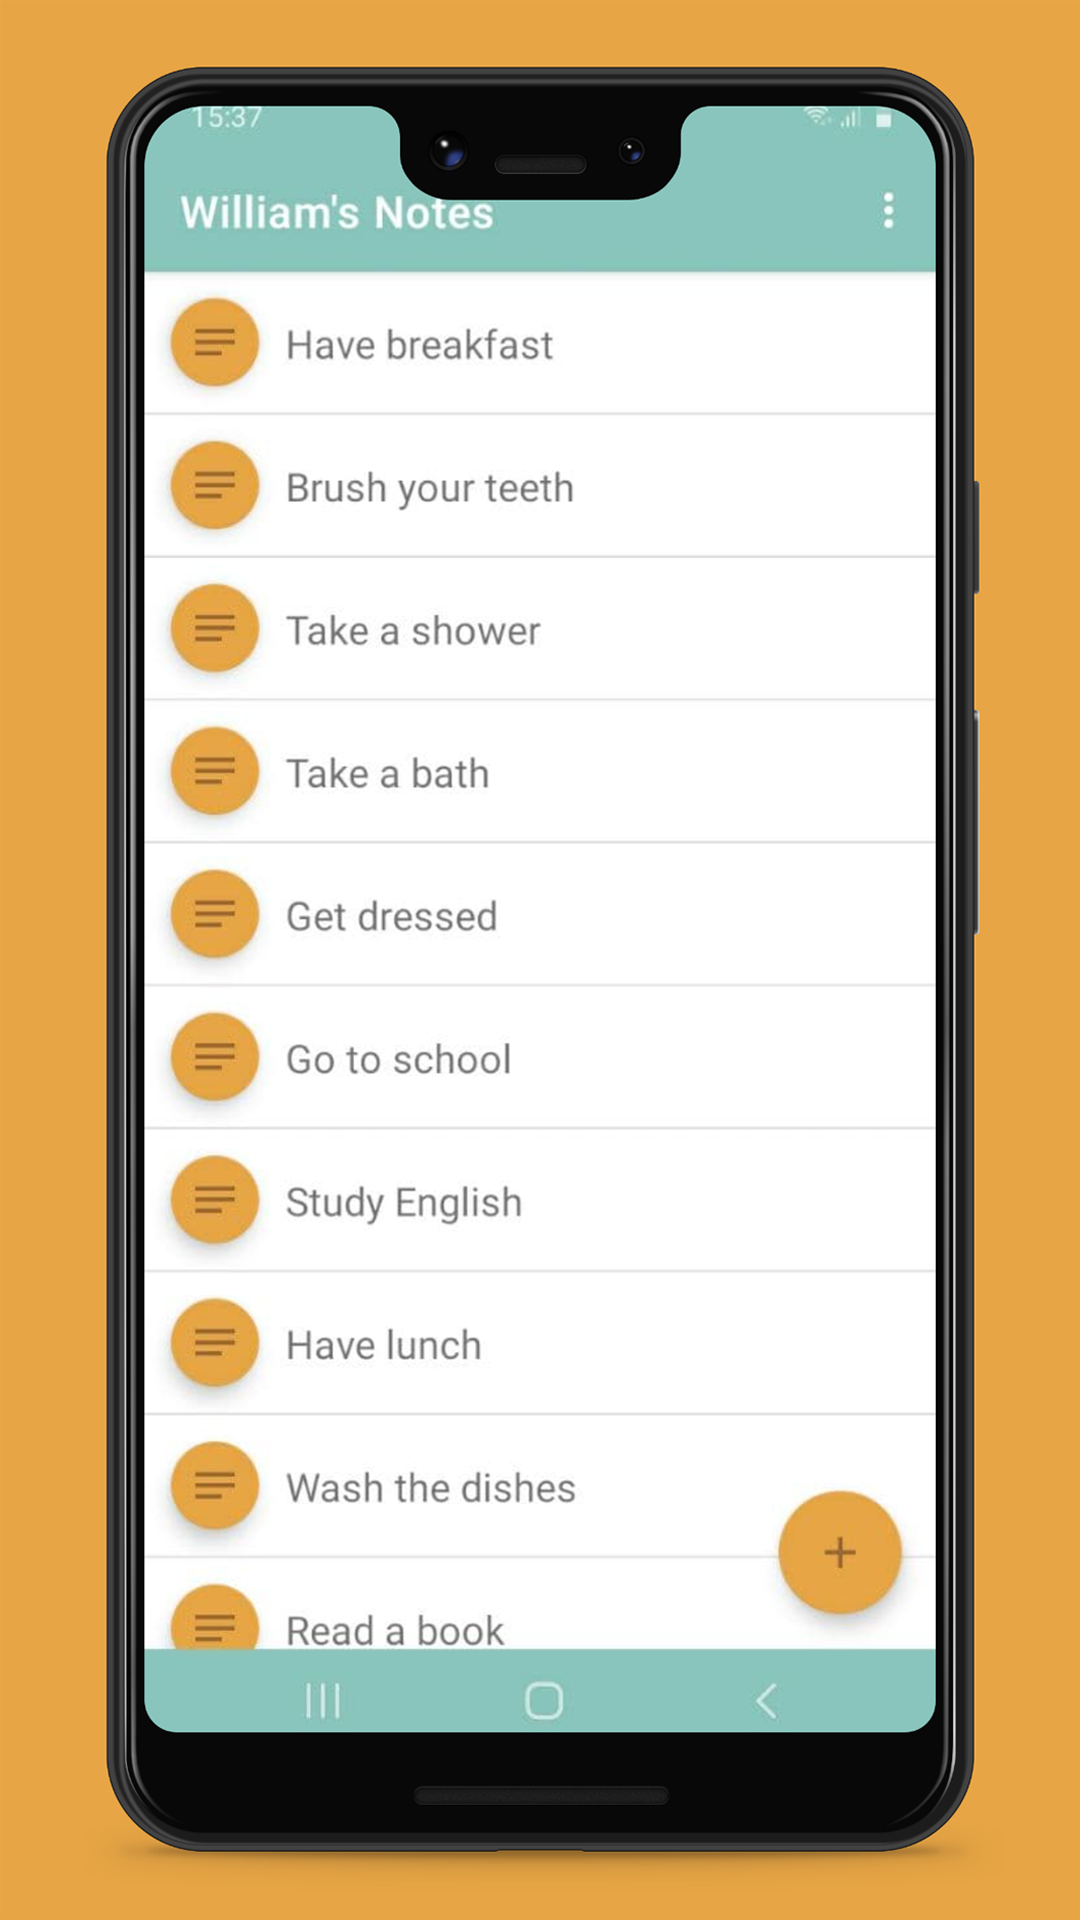 15:37
William's Notes
Have breakfast
Brush your teeth
Take a shower
Take a bath
Get dressed
Go to school
Study English
Have lunch
Wash the dishes
Read a book